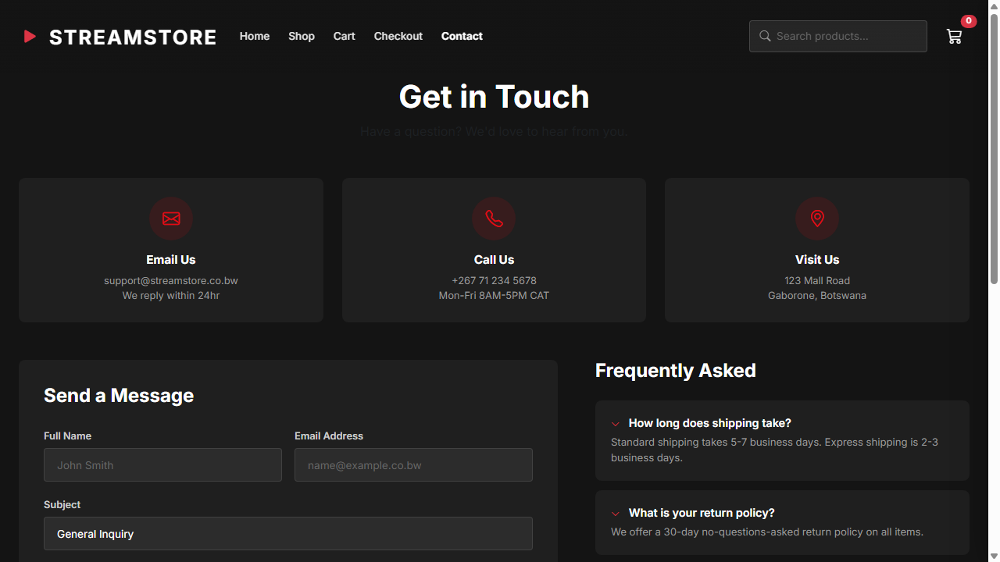 STREAMSTORE
Home
Shop
Cart
Checkout
Contact
Search products...
0
Get in Touch
Have a question? We'd love to hear from you.
Email Us
support@streamstore.co.bw
We reply within 24hr
Call Us
+267 71 234 5678
Mon-Fri 8AM-5PM CAT
Visit Us
123 Mall Road
Gaborone, Botswana
Send a Message
Full Name
John Smith
Email Address
name@example.co.bw
Subject
General Inquiry
Frequently Asked
How long does shipping take?
Standard shipping takes 5-7 business days. Express shipping is 2-3
business days.
What is your return policy?
We offer a 30-day no-questions-asked return policy on all items.